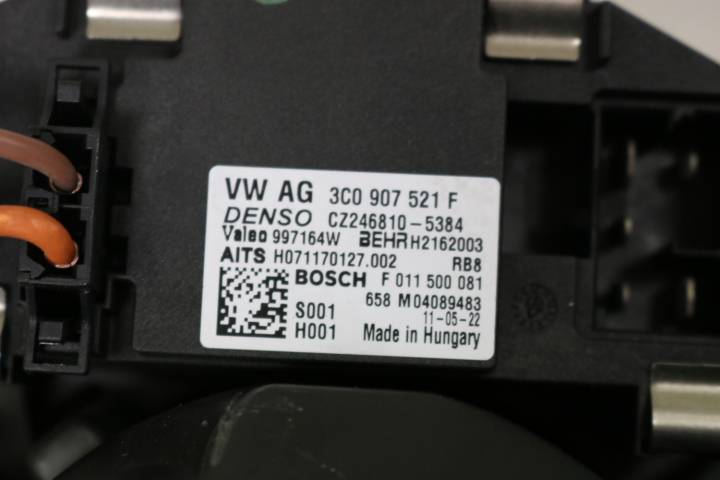 VW AG 3C0 907 521 F
DENSO CZ246810-5384
Valeo 997164W BEHR H2162003
AITS H071170127.002 RB8
BOSCH F 011 500 081
658 M04089483
S001 11-05-22
H001 Made in Hungary